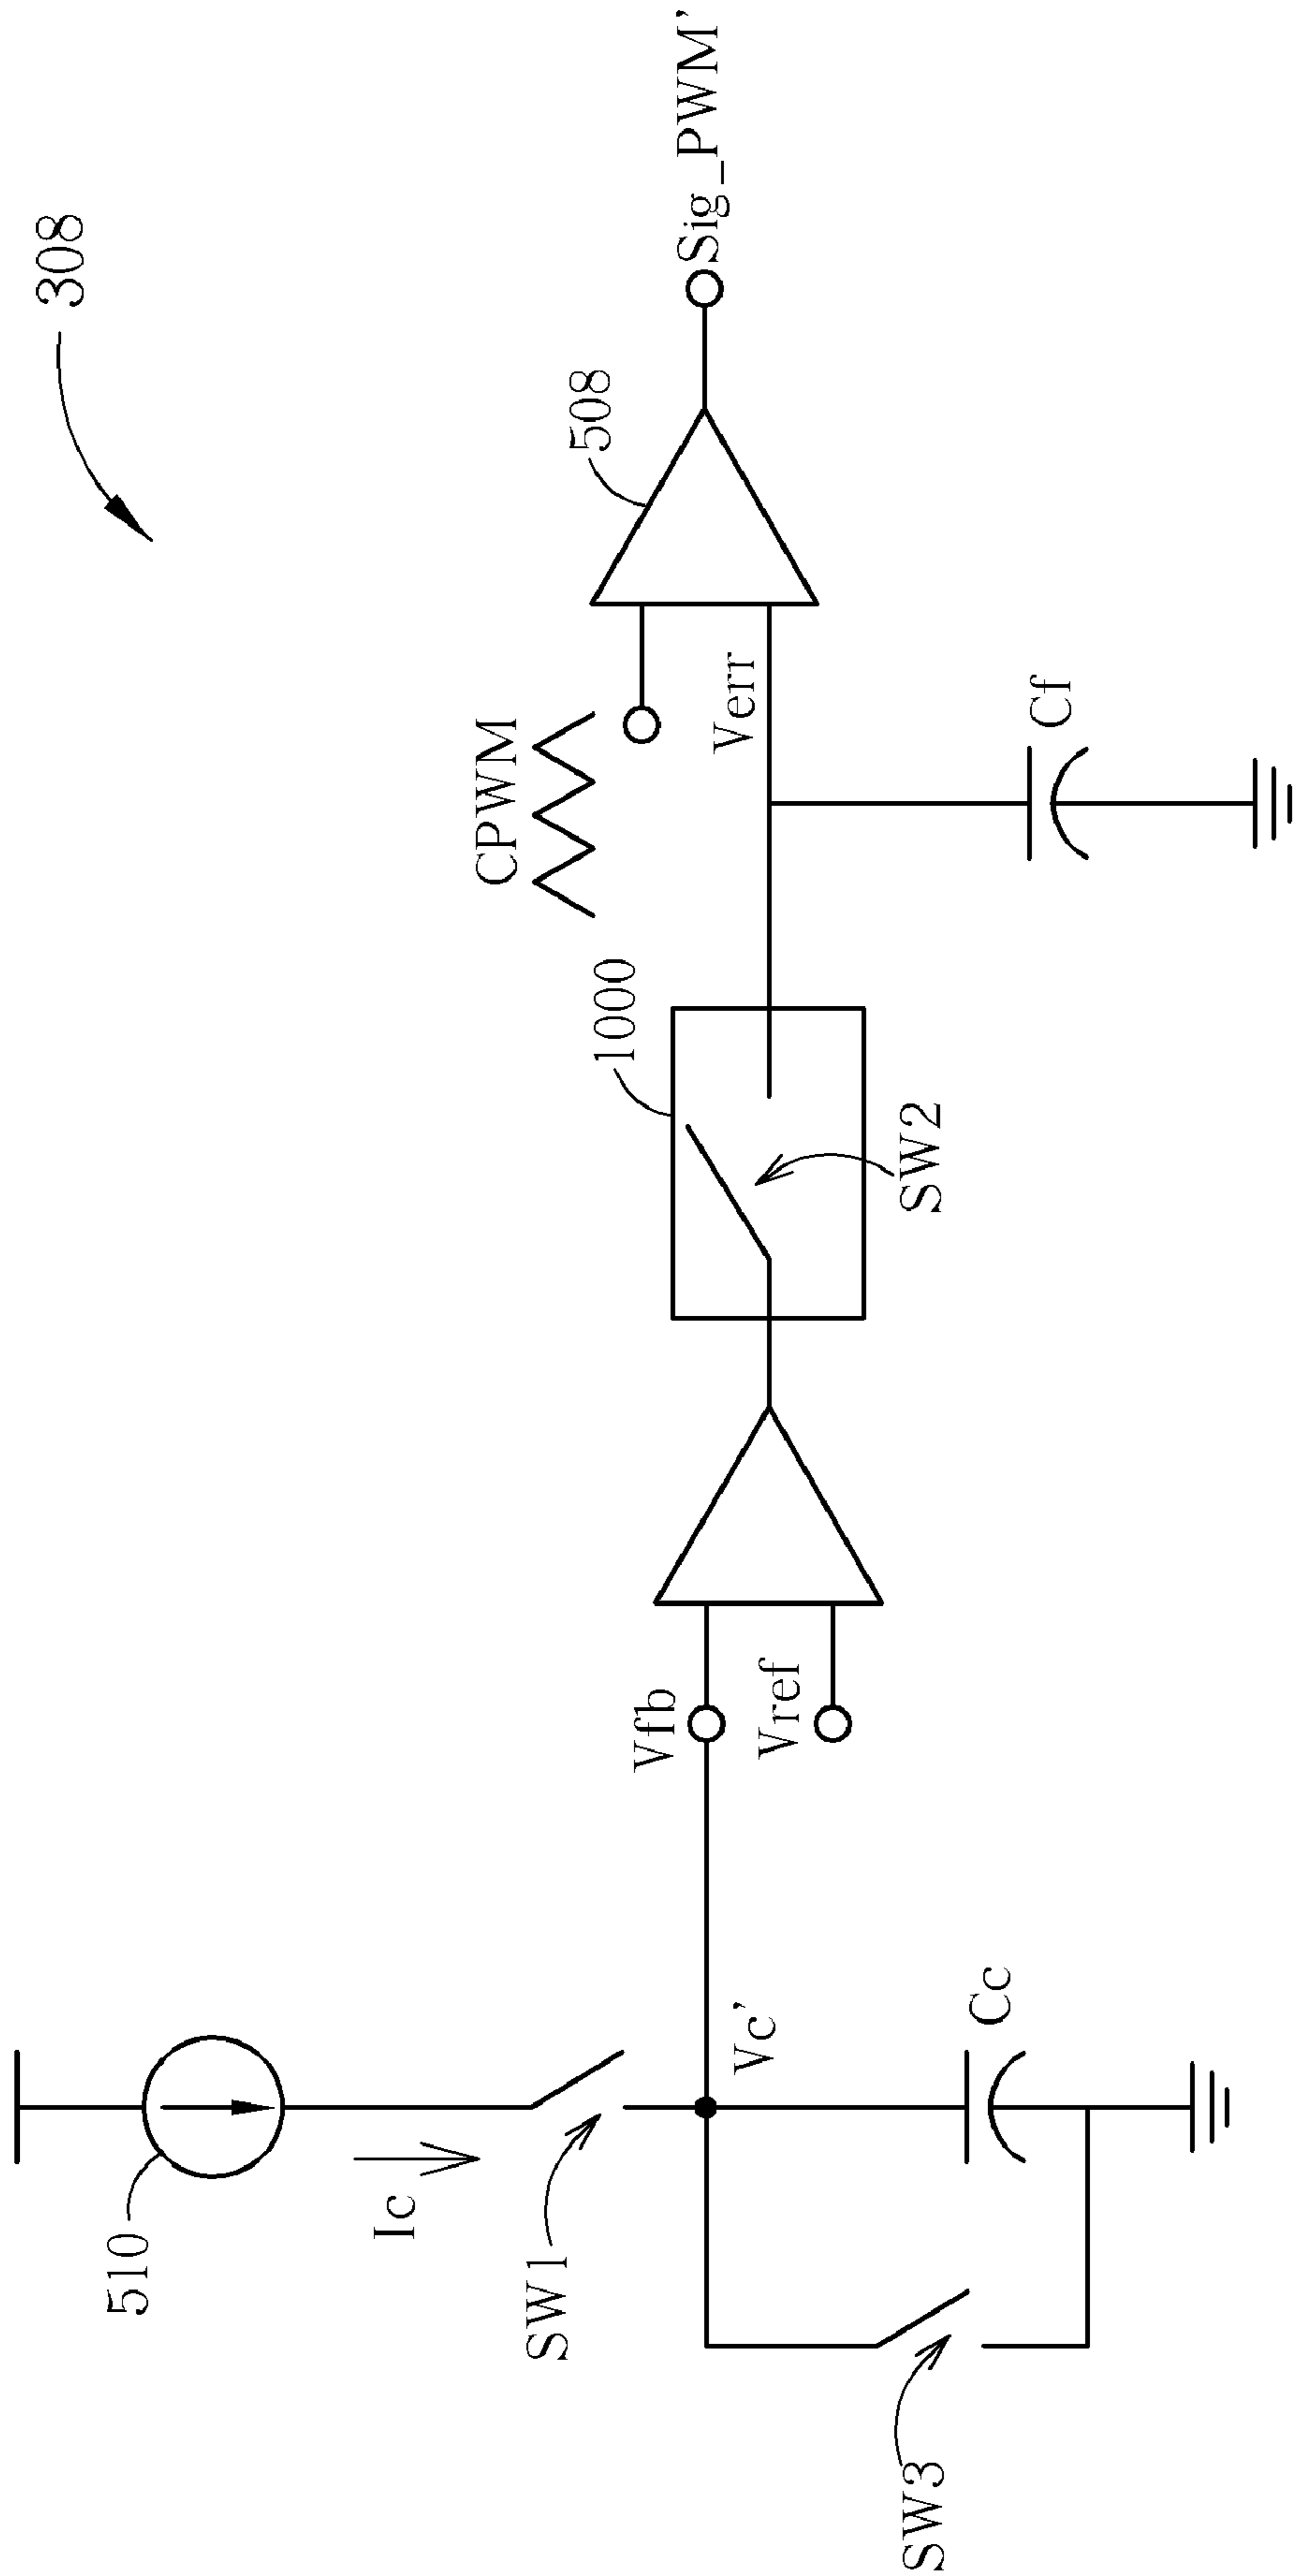 308
510
Ic
SW1
SW3
Vc'
Cc
Vfb
Vref
1000
SW2
CPWM
Verr
Cf
508
Sig_PWM'